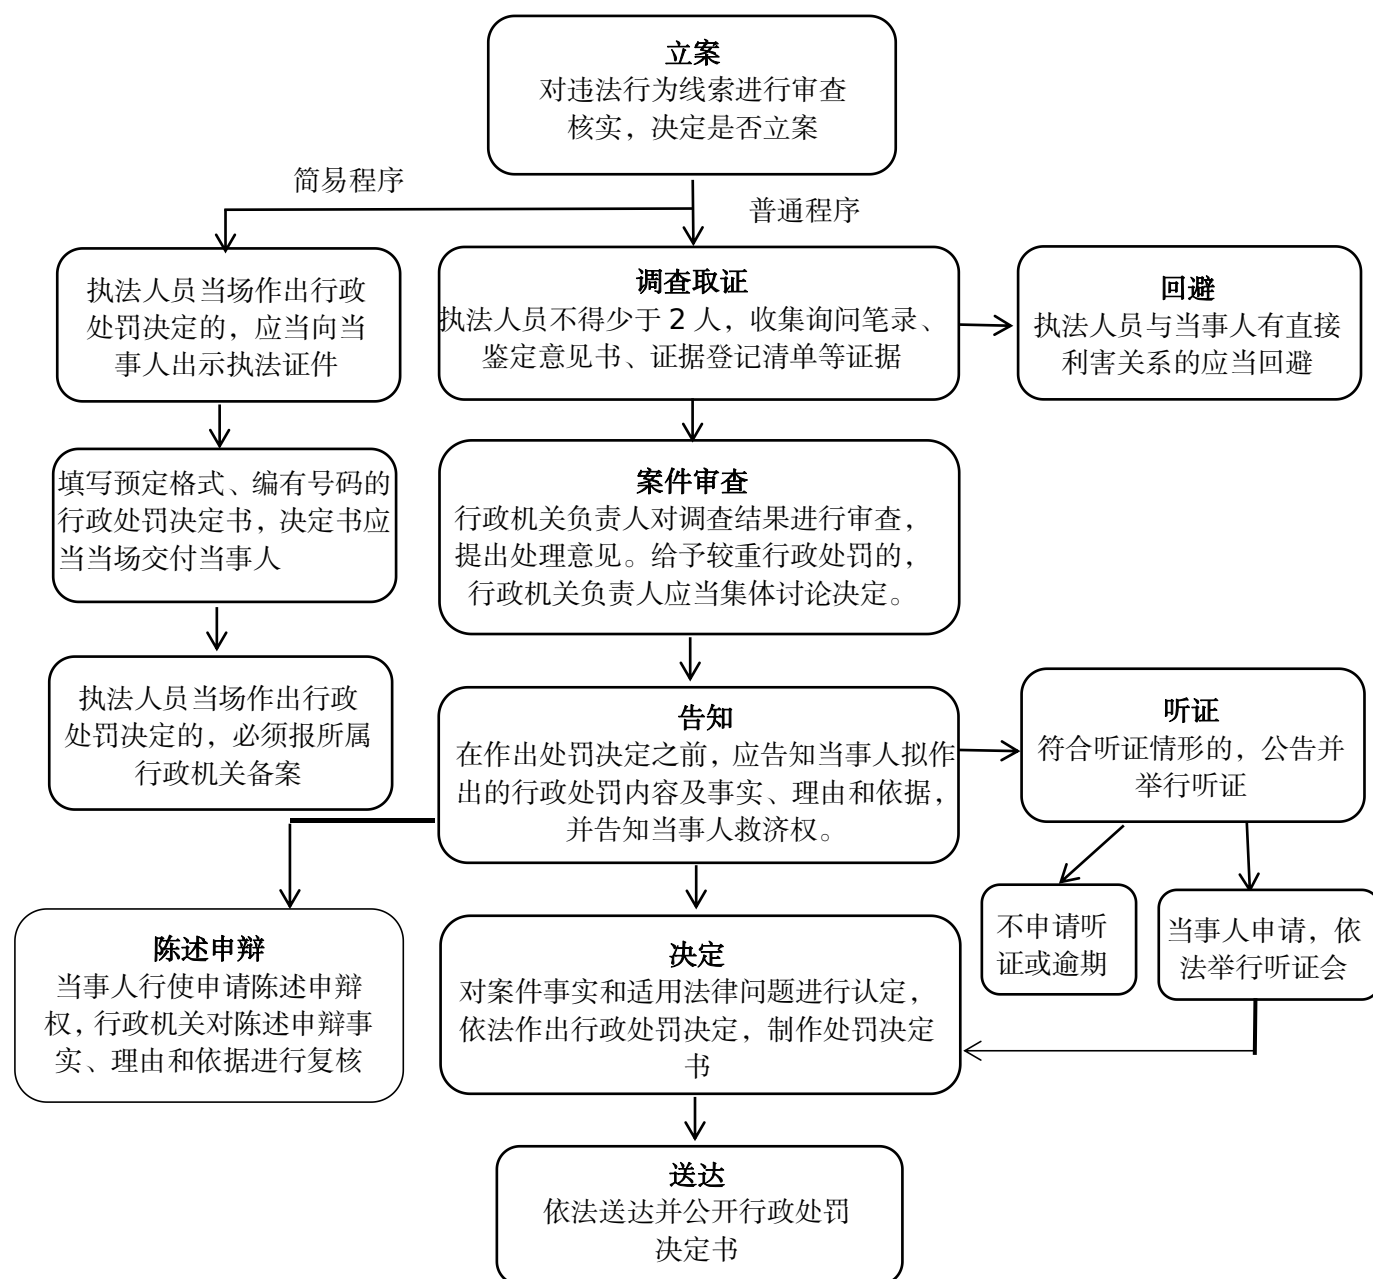 立案
对违法行为线索进行审查
核实，决定是否立案
简易程序
普通程序
执法人员当场作出行政
处罚决定的，应当向当
事人出示执法证件
调查取证
执法人员不得少于 2 人，收集询问笔录、
鉴定意见书、证据登记清单等证据
回避
执法人员与当事人有直接
利害关系的应当回避
填写预定格式、编有号码的
行政处罚决定书，决定书应
当当场交付当事人
案件审查
行政机关负责人对调查结果进行审查，
提出处理意见。给予较重行政处罚的，
行政机关负责人应当集体讨论决定。
执法人员当场作出行政
处罚决定的，必须报所属
行政机关备案
告知
在作出处罚决定之前，应告知当事人拟作
出的行政处罚内容及事实、理由和依据，
并告知当事人救济权。
听证
符合听证情形的，公告并
举行听证
不申请听
证或逾期
当事人申请，依
法举行听证会
陈述申辩
当事人行使申请陈述申辩
权，行政机关对陈述申辩事
实、理由和依据进行复核
决定
对案件事实和适用法律问题进行认定，
依法作出行政处罚决定，制作处罚决定
书
送达
依法送达并公开行政处罚
决定书